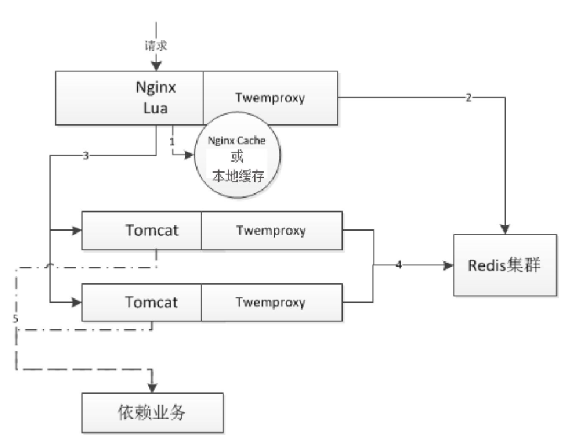 请求
Nginx
Lua
Twemproxy
2
1
Nginx Cache
或
本地缓存
3
Tomcat
Twemproxy
4
Redis集群
Tomcat
Twemproxy
5
依赖业务